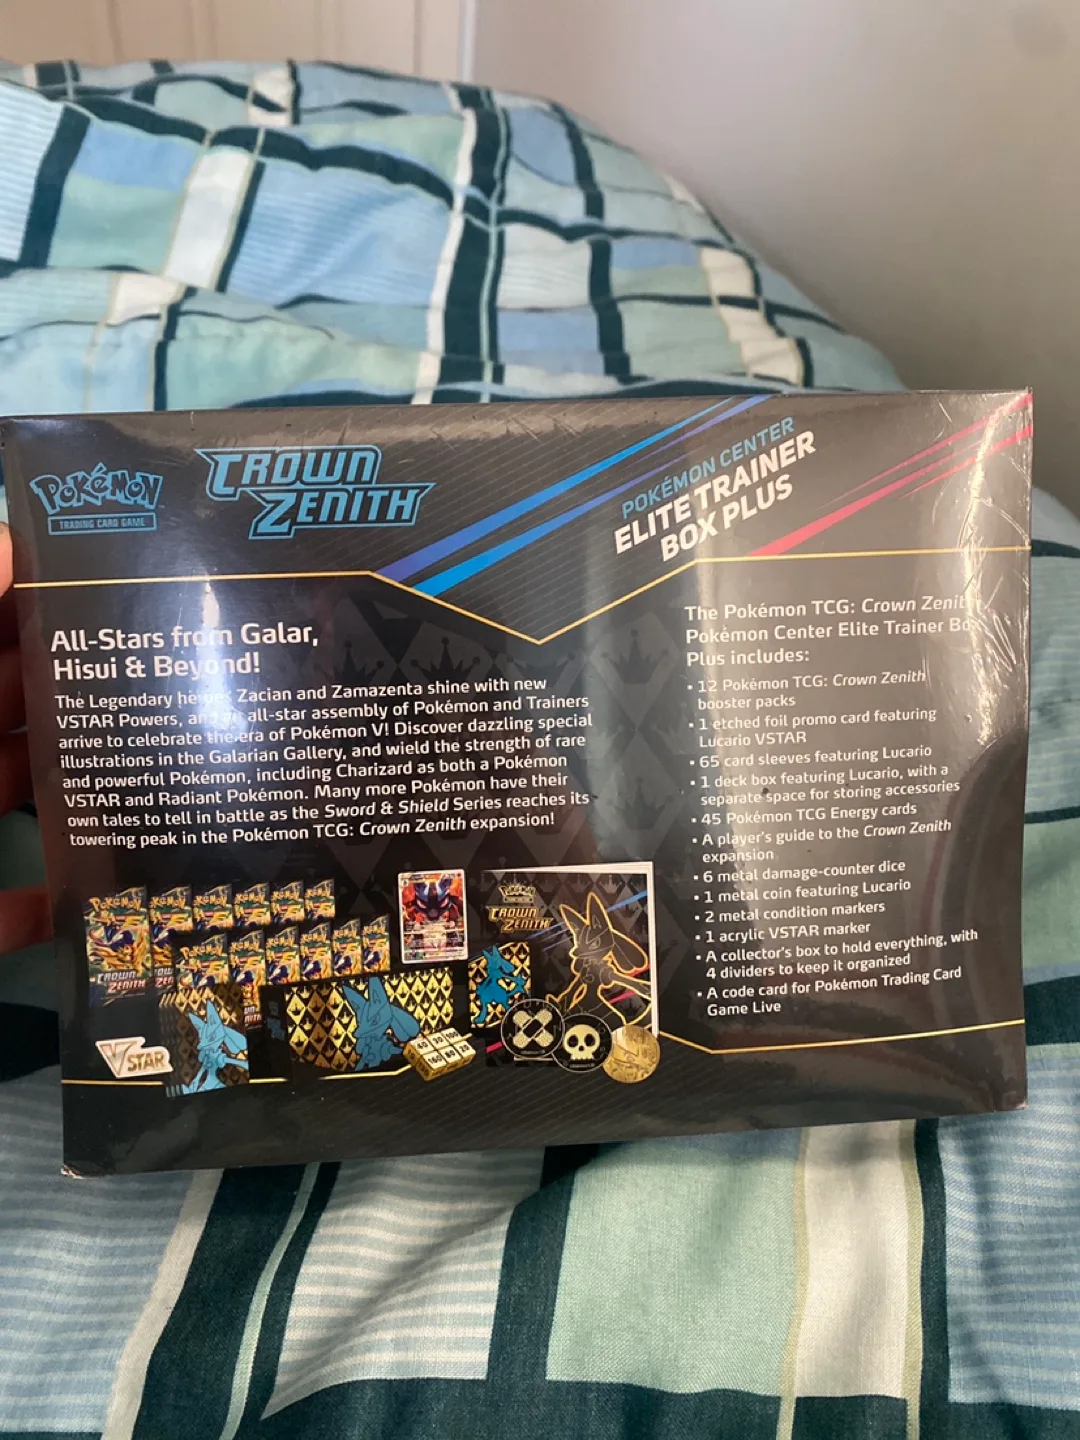 POKéMON
TRADING CARD GAME
CROWN
ZENITH
POKÉMON CENTER
ELITE TRAINER
BOX PLUS
All-Stars from Galar,
Hisui & Beyond!
The Legendary heroes Zacian and Zamazenta shine with new
VSTAR Powers, and an all-star assembly of Pokémon and Trainers
arrive to celebrate the era of Pokémon V! Discover dazzling special
illustrations in the Galarian Gallery, and wield the strength of rare
and powerful Pokémon, including Charizard as both a Pokémon
VSTAR and Radiant Pokémon. Many more Pokémon have their
own tales to tell in battle as the Sword & Shield Series reaches its
towering peak in the Pokémon TCG: Crown Zenith expansion!
The Pokémon TCG: Crown Zenith
Pokémon Center Elite Trainer Box
Plus includes:
• 12 Pokémon TCG: Crown Zenith
booster packs
• 1 etched foil promo card featuring
Lucario VSTAR
• 65 card sleeves featuring Lucario
• 1 deck box featuring Lucario, with a
separate space for storing accessories
• 45 Pokémon TCG Energy cards
• A player's guide to the Crown Zenith
expansion
• 6 metal damage-counter dice
• 1 metal coin featuring Lucario
• 2 metal condition markers
• 1 acrylic VSTAR marker
• A collector's box to hold everything, with
4 dividers to keep it organized
• A code card for Pokémon Trading Card
Game Live
POKéMON
CROWN
ZENITH
POKéMON
CROWN
ZENITH
VSTAR